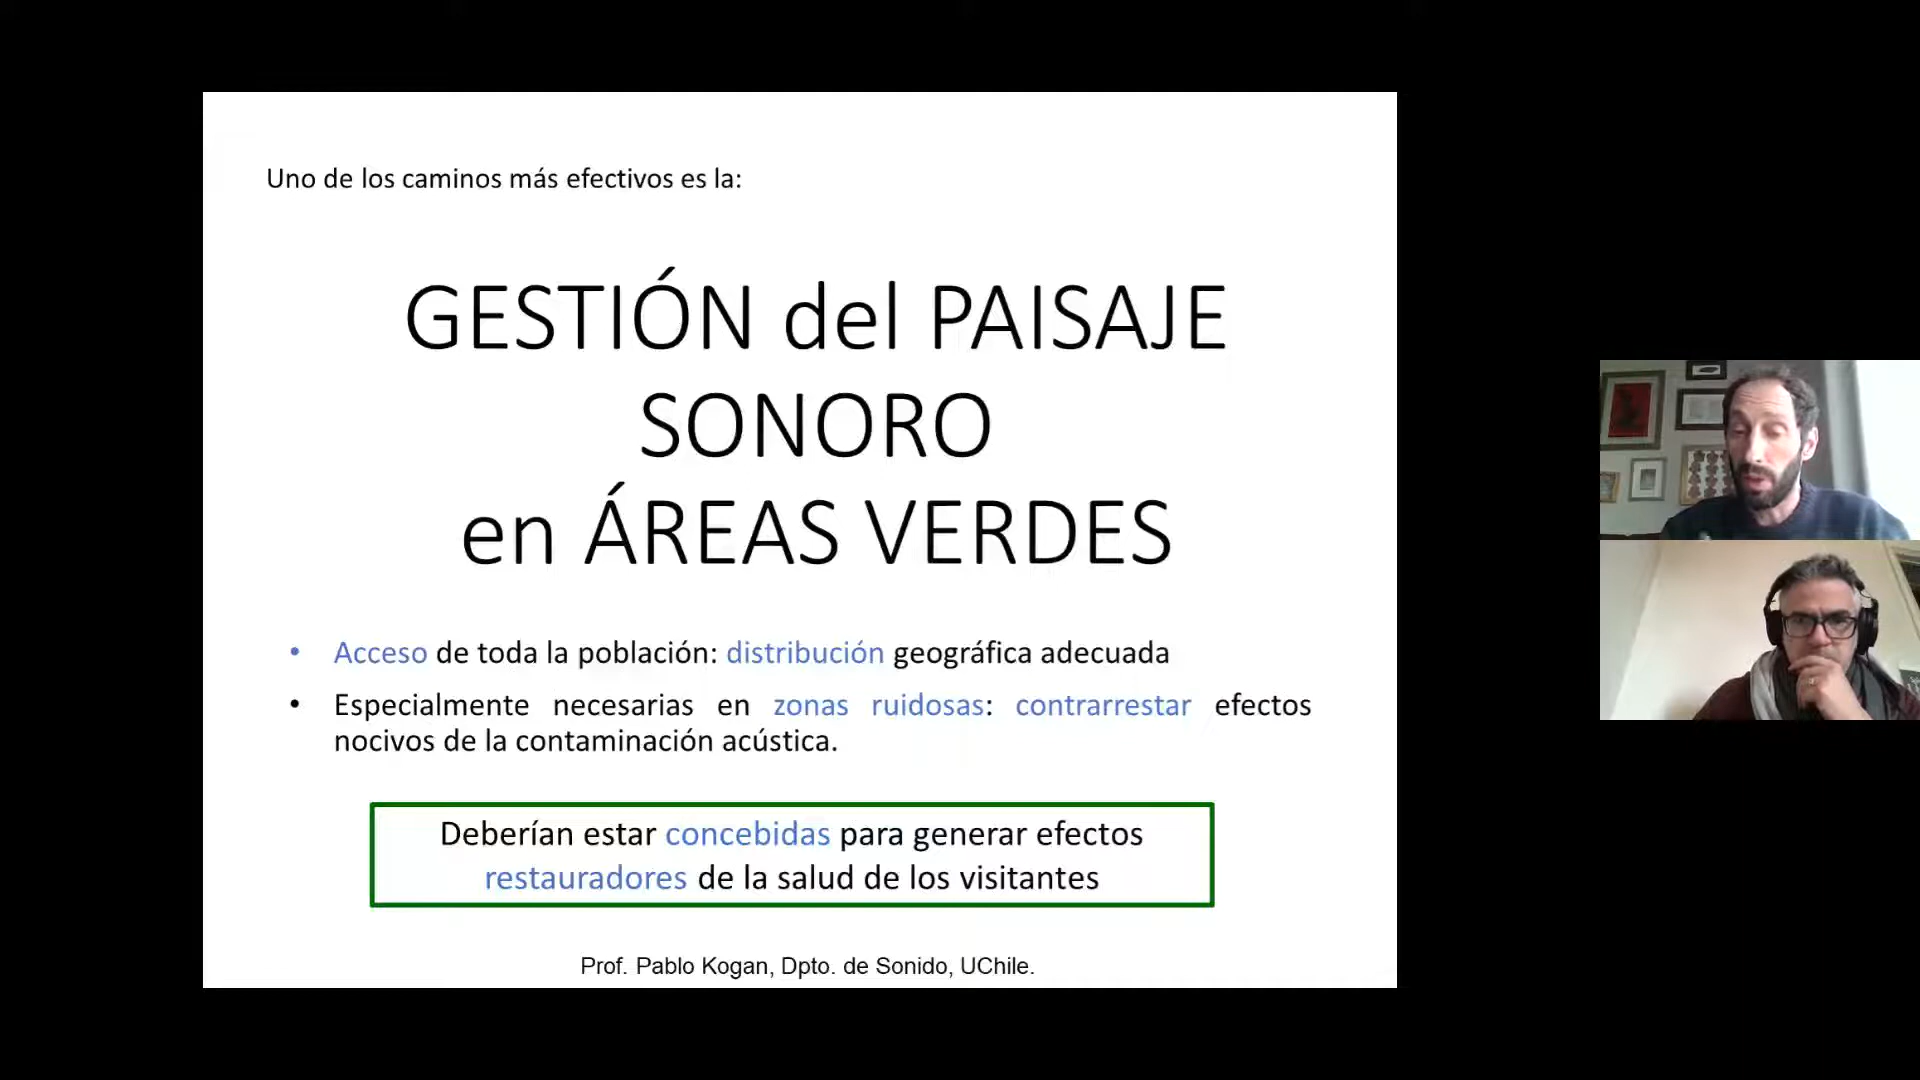 Uno de los caminos más efectivos es la:
GESTIÓN del PAISAJE
SONORO
en ÁREAS VERDES
• Acceso de toda la población: distribución geográfica adecuada
• Especialmente necesarias en zonas ruidosas: contrarrestar efectos
nocivos de la contaminación acústica.
Deberían estar concebidas para generar efectos
restauradores de la salud de los visitantes
Prof. Pablo Kogan, Dpto. de Sonido, UChile.